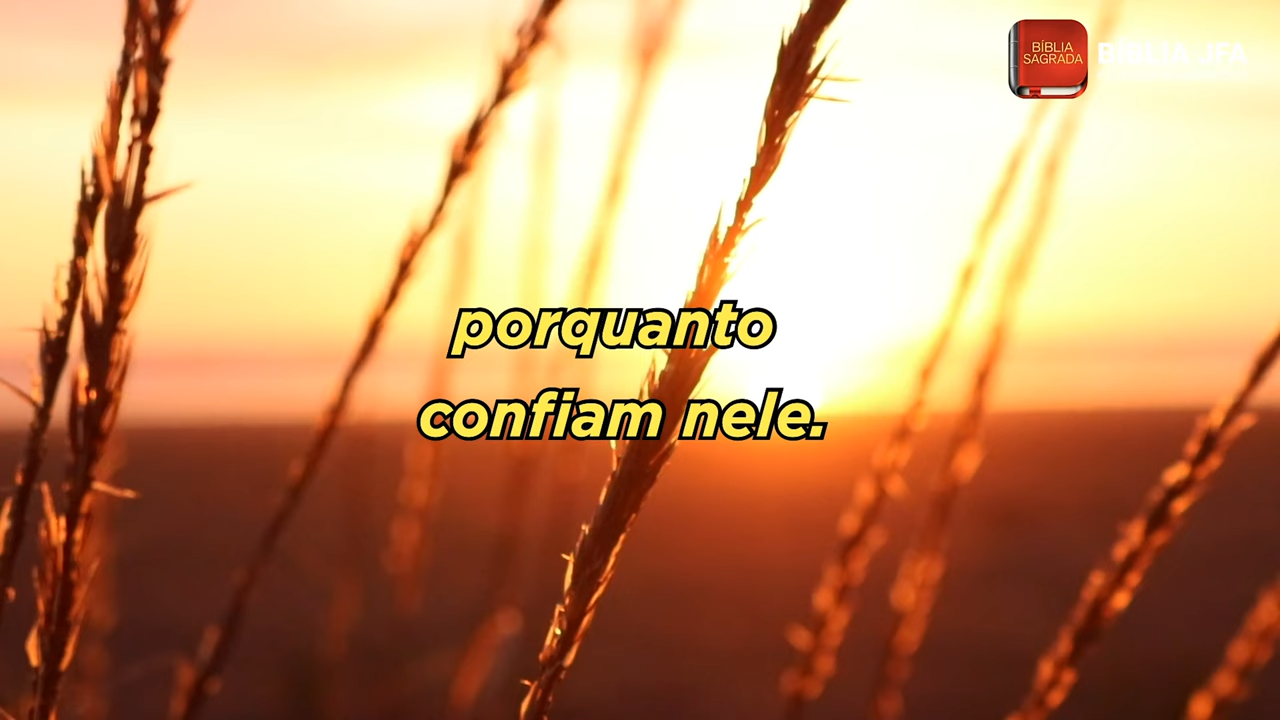 BÍBLIA
SAGRADA
BÍBLIA JFA
porquanto
confiam nele.